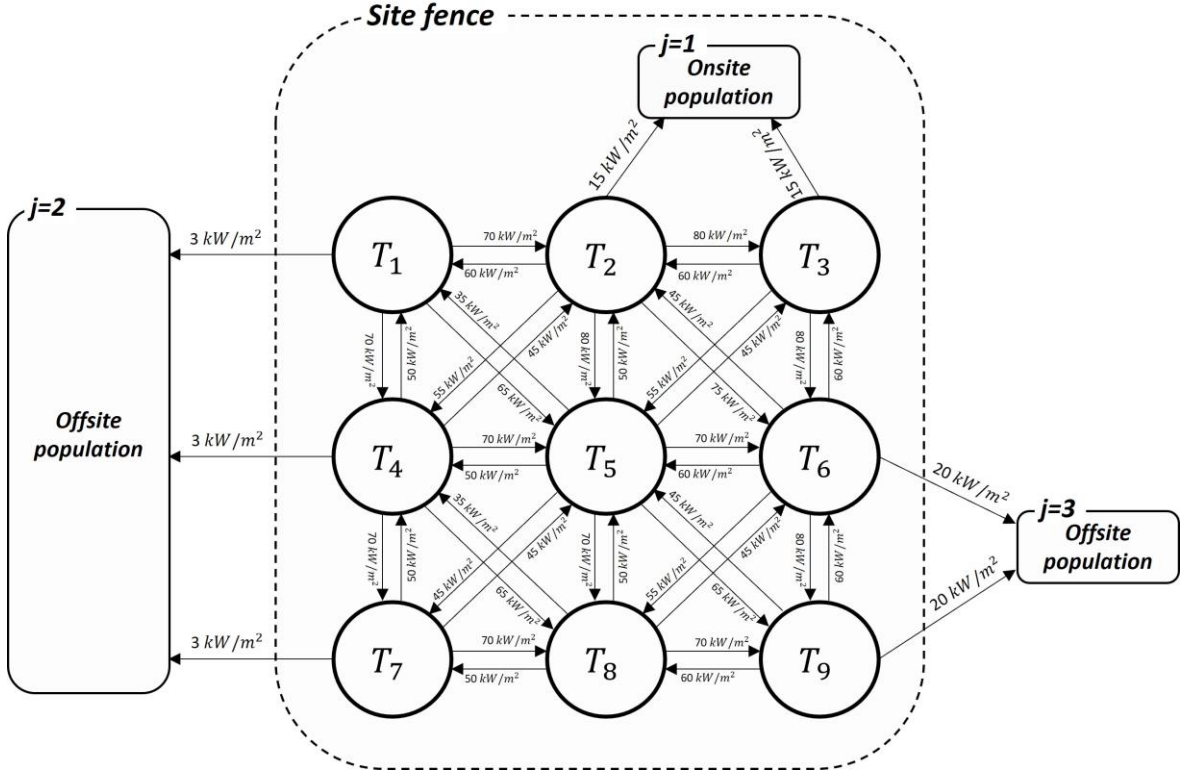 Site fence
j=1
Onsite
population
15 kW/m²
15 kW/m²
j=2
Offsite
population
3 kW/m²
T₁
70 kW/m²
60 kW/m²
T₂
80 kW/m²
60 kW/m²
T₃
70 kW/m²
50 kW/m²
35 kW/m²
65 kW/m²
55 kW/m²
45 kW/m²
80 kW/m²
50 kW/m²
45 kW/m²
75 kW/m²
55 kW/m²
45 kW/m²
80 kW/m²
60 kW/m²
3 kW/m²
T₄
70 kW/m²
50 kW/m²
T₅
70 kW/m²
60 kW/m²
T₆
20 kW/m²
j=3
Offsite
population
20 kW/m²
70 kW/m²
50 kW/m²
35 kW/m²
65 kW/m²
45 kW/m²
45 kW/m²
70 kW/m²
50 kW/m²
45 kW/m²
65 kW/m²
55 kW/m²
45 kW/m²
80 kW/m²
60 kW/m²
3 kW/m²
T₇
70 kW/m²
50 kW/m²
T₈
70 kW/m²
60 kW/m²
T₉